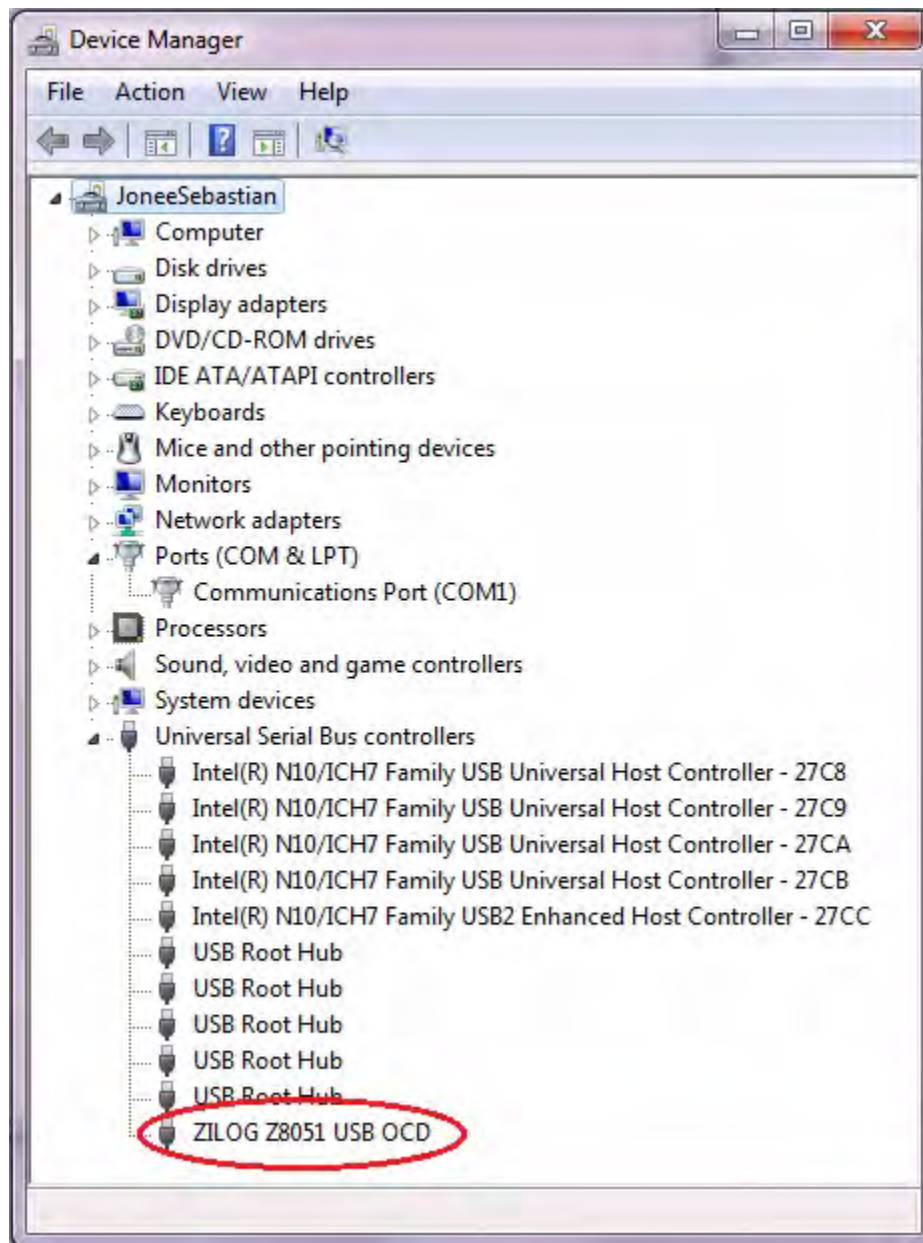 Device Manager
File Action View Help
JoneeSebastian
Computer
Disk drives
Display adapters
DVD/CD-ROM drives
IDE ATA/ATAPI controllers
Keyboards
Mice and other pointing devices
Monitors
Network adapters
Ports (COM & LPT)
Communications Port (COM1)
Processors
Sound, video and game controllers
System devices
Universal Serial Bus controllers
Intel(R) N10/ICH7 Family USB Universal Host Controller - 27C8
Intel(R) N10/ICH7 Family USB Universal Host Controller - 27C9
Intel(R) N10/ICH7 Family USB Universal Host Controller - 27CA
Intel(R) N10/ICH7 Family USB Universal Host Controller - 27CB
Intel(R) N10/ICH7 Family USB2 Enhanced Host Controller - 27CC
USB Root Hub
USB Root Hub
USB Root Hub
USB Root Hub
USB Root Hub
ZILOG Z8051 USB OCD